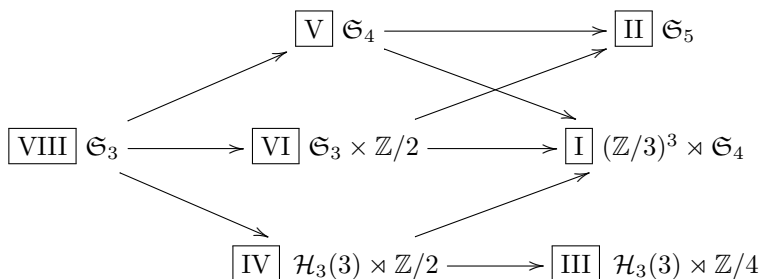 V 𝔖₄ II 𝔖₅
VIII 𝔖₃ VI 𝔖₃ × ℤ/2 I (ℤ/3)³ ⋊ 𝔖₄
IV ℋ₃(3) ⋊ ℤ/2 III ℋ₃(3) ⋊ ℤ/4